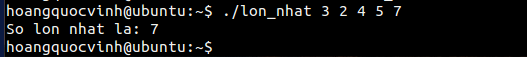 hoangquocvinh@ubuntu:~$ ./lon_nhat 3 2 4 5 7
So lon nhat la: 7
hoangquocvinh@ubuntu:~$